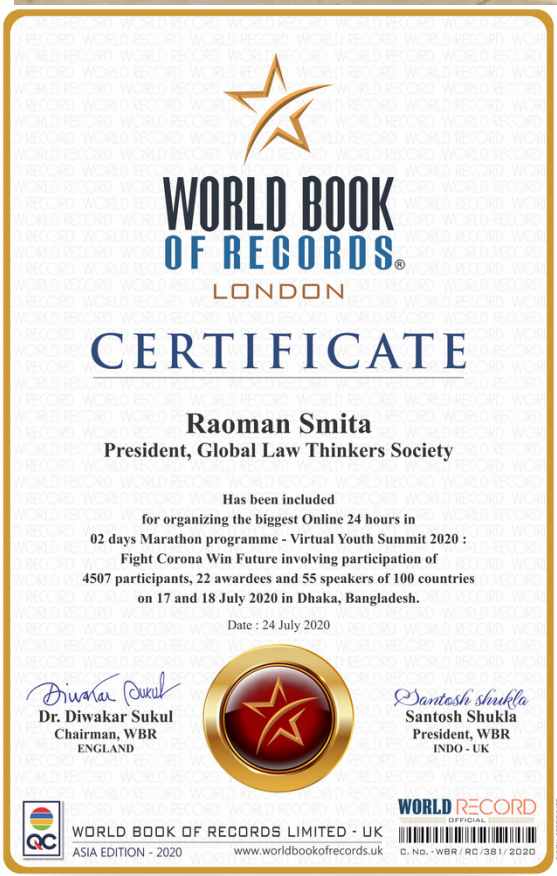 WORLD BOOK
OF RECORDS®
LONDON
CERTIFICATE
Raoman Smita
President, Global Law Thinkers Society
Has been included
for organizing the biggest Online 24 hours in
02 days Marathon programme - Virtual Youth Summit 2020 :
Fight Corona Win Future involving participation of
4507 participants, 22 awardees and 55 speakers of 100 countries
on 17 and 18 July 2020 in Dhaka, Bangladesh.
Date : 24 July 2020
Diwakar Sukul
Dr. Diwakar Sukul
Chairman, WBR
ENGLAND
Santosh shukla
Santosh Shukla
President, WBR
INDO - UK
QC
WORLD BOOK OF RECORDS LIMITED - UK
ASIA EDITION - 2020
www.worldbookofrecords.uk
WORLD RECORD
OFFICIAL
C. No. - WBR / RC / 381 / 2020